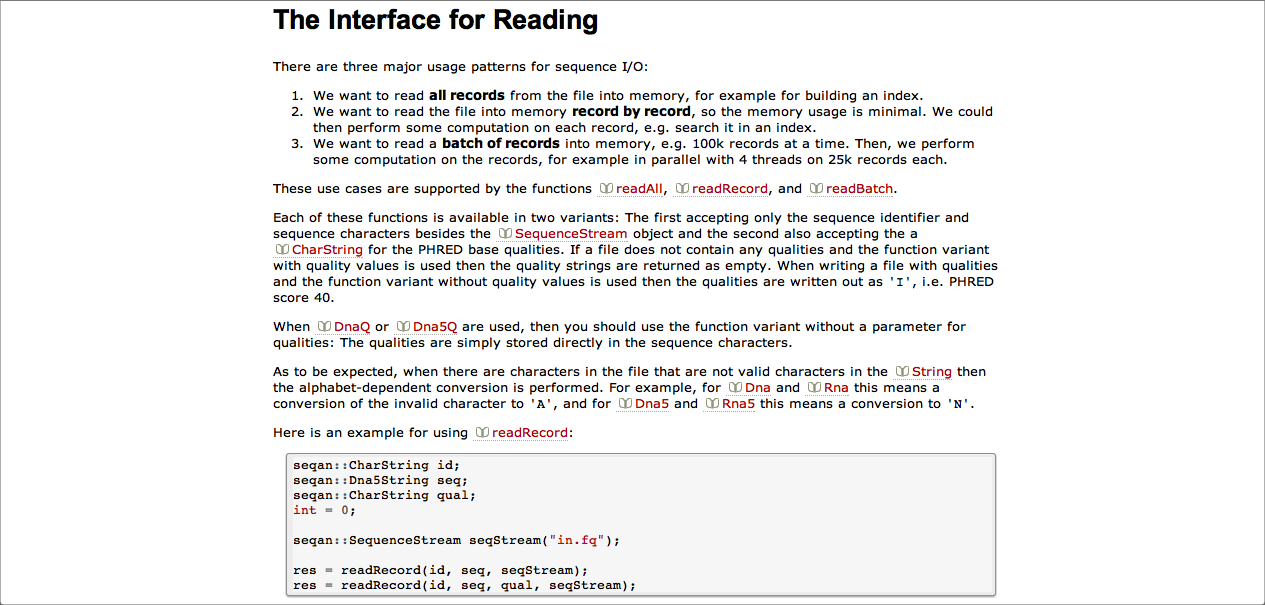 The Interface for Reading
There are three major usage patterns for sequence I/O:
1. We want to read all records from the file into memory, for example for building an index.
2. We want to read the file into memory record by record, so the memory usage is minimal. We could
then perform some computation on each record, e.g. search it in an index.
3. We want to read a batch of records into memory, e.g. 100k records at a time. Then, we perform
some computation on the records, for example in parallel with 4 threads on 25k records each.
These use cases are supported by the functions readAll, readRecord, and readBatch.
Each of these functions is available in two variants: The first accepting only the sequence identifier and
sequence characters besides the SequenceStream object and the second also accepting the a
CharString for the PHRED base qualities. If a file does not contain any qualities and the function variant
with quality values is used then the quality strings are returned as empty. When writing a file with qualities
and the function variant without quality values is used then the qualities are written out as 'I', i.e. PHRED
score 40.
When DnaQ or Dna5Q are used, then you should use the function variant without a parameter for
qualities: The qualities are simply stored directly in the sequence characters.
As to be expected, when there are characters in the file that are not valid characters in the String then
the alphabet-dependent conversion is performed. For example, for Dna and Rna this means a
conversion of the invalid character to 'A', and for Dna5 and Rna5 this means a conversion to 'N'.
Here is an example for using readRecord:
seqan::CharString id;
seqan::Dna5String seq;
seqan::CharString qual;
int = 0;
seqan::SequenceStream seqStream("in.fq");
res = readRecord(id, seq, seqStream);
res = readRecord(id, seq, qual, seqStream);